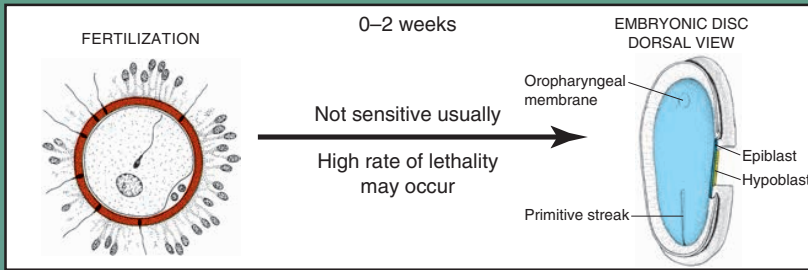 FERTILIZATION
0–2 weeks
Not sensitive usually
High rate of lethality
may occur
EMBRYONIC DISC
DORSAL VIEW
Oropharyngeal
membrane
Epiblast
Hypoblast
Primitive streak